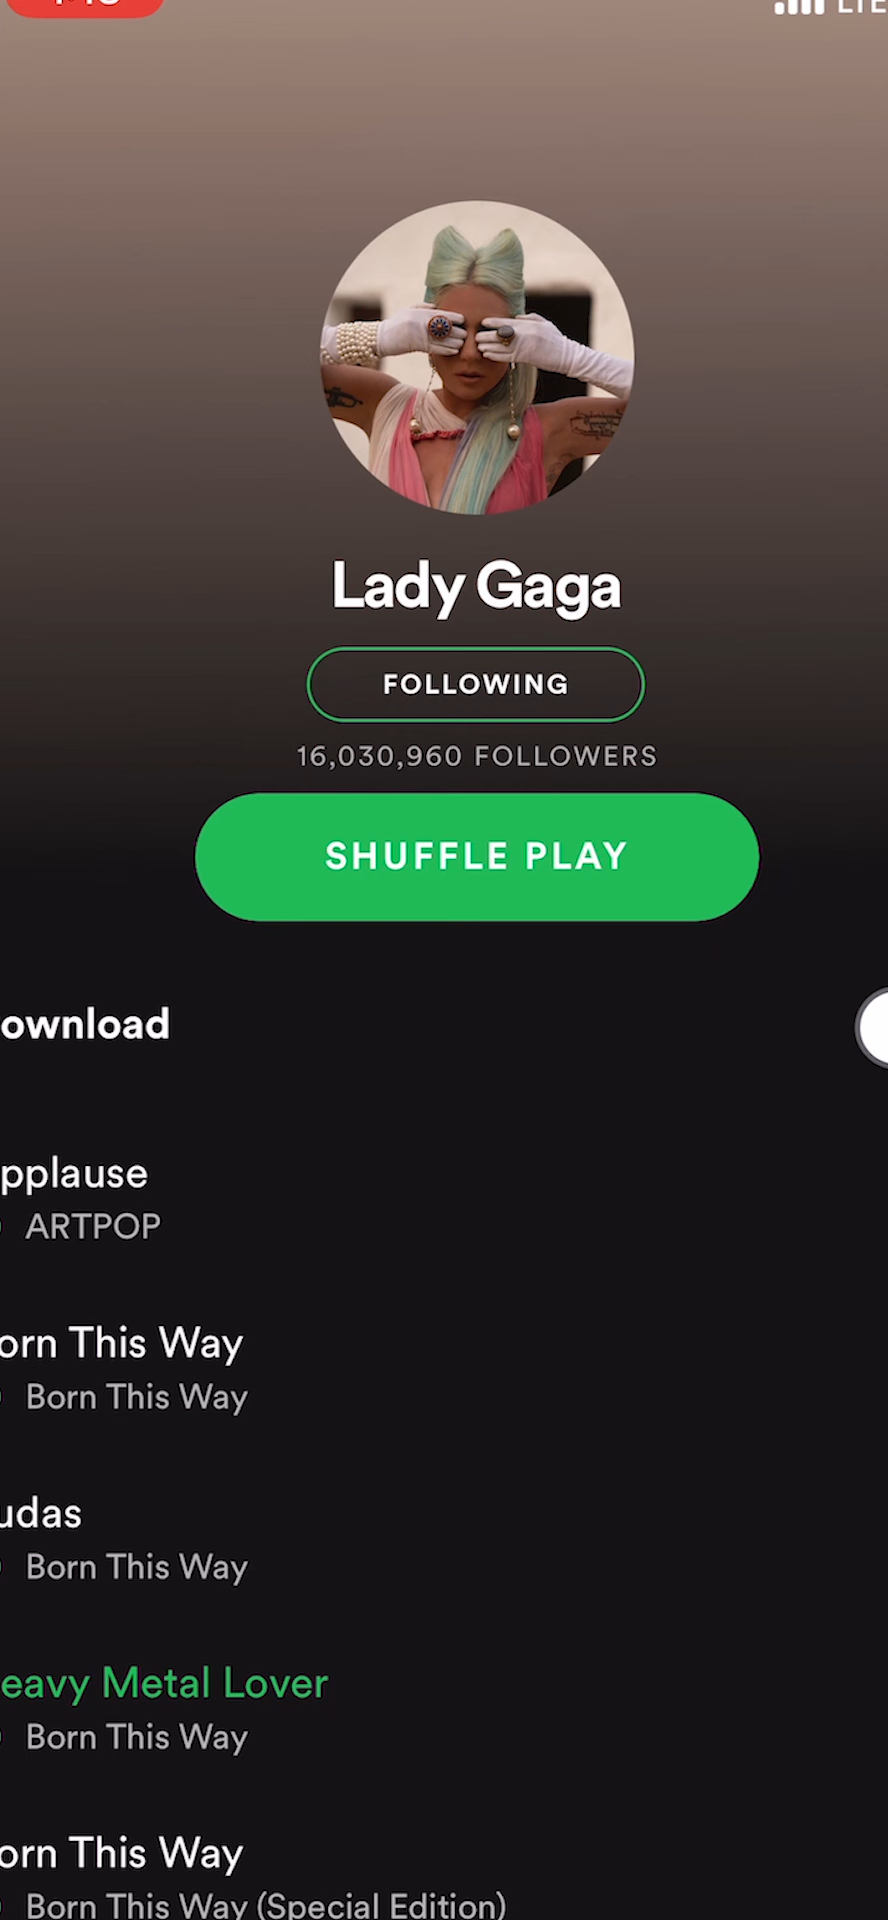 LTE
Lady Gaga
FOLLOWING
16,030,960 FOLLOWERS
SHUFFLE PLAY
ownload
pplause
ARTPOP
orn This Way
Born This Way
udas
Born This Way
eavy Metal Lover
Born This Way
orn This Way
Born This Way (Special Edition)